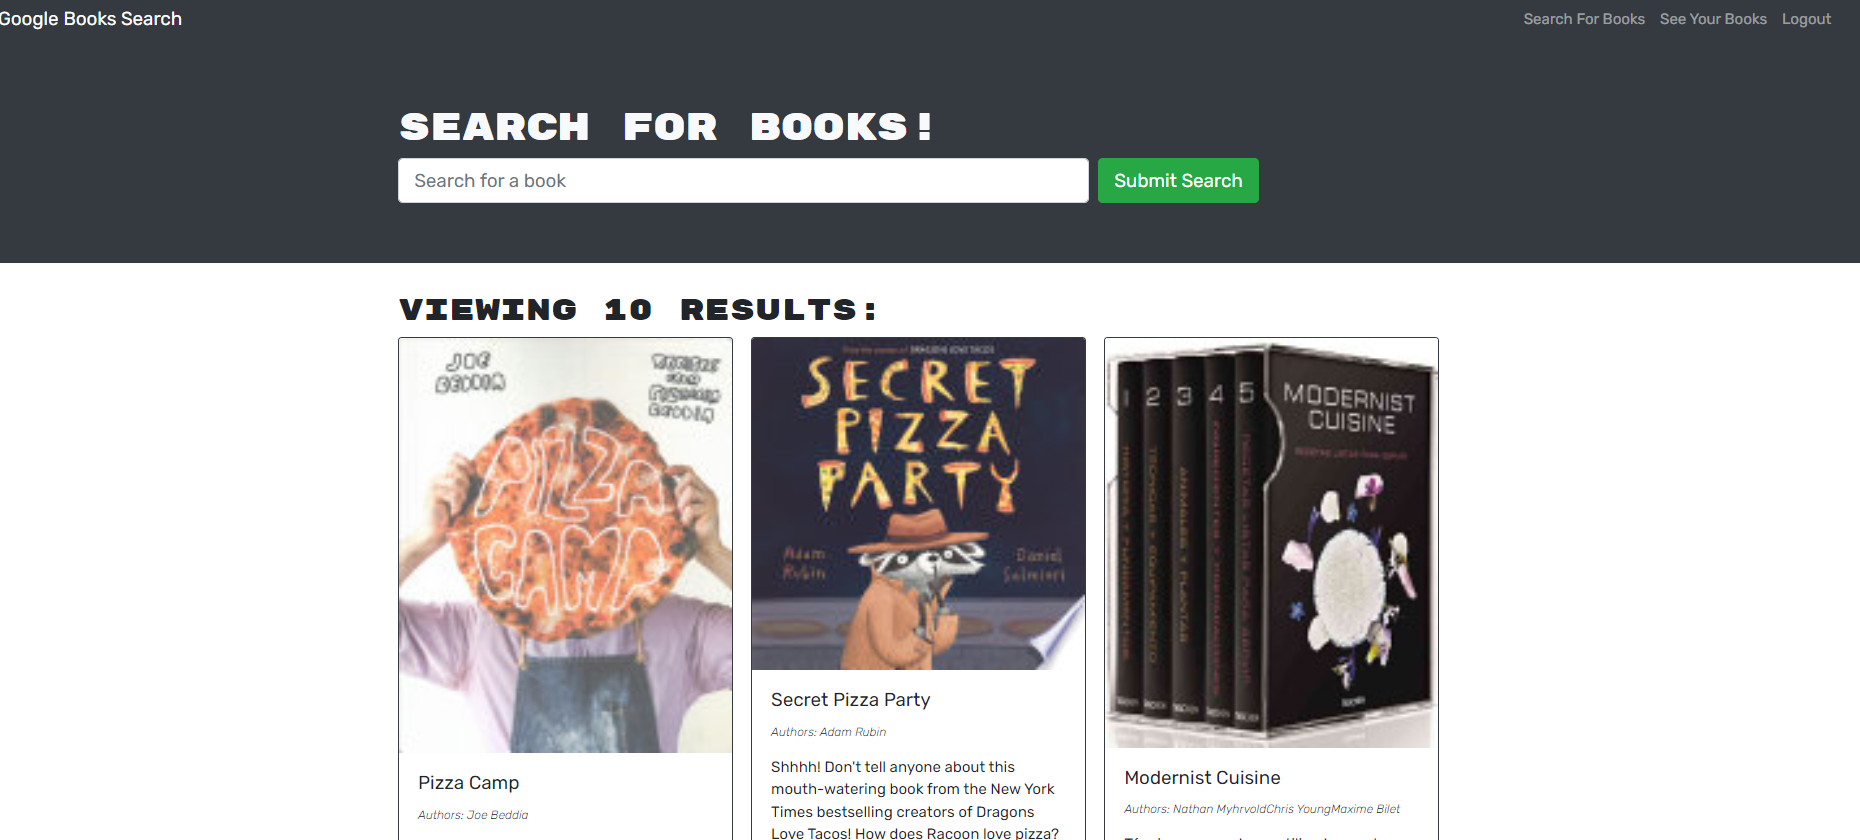 Google Books Search
Search For Books
See Your Books
Logout
SEARCH FOR BOOKS!
Search for a book
Submit Search
VIEWING 10 RESULTS:
JOE
BEDDIA
PIZZA
CAMP
Pizza Camp
Authors: Joe Beddia
SECRET
PIZZA
PARTY
Adam
Rubin
Daniel
Salmieri
Secret Pizza Party
Authors: Adam Rubin
Shhhh! Don't tell anyone about this
mouth-watering book from the New York
Times bestselling creators of Dragons
Love Tacos! How does Racoon love pizza?
1 2 3 4 5
MODERNIST
CUISINE
Modernist Cuisine
Authors: Nathan MyhrvoldChris YoungMaxime Bilet